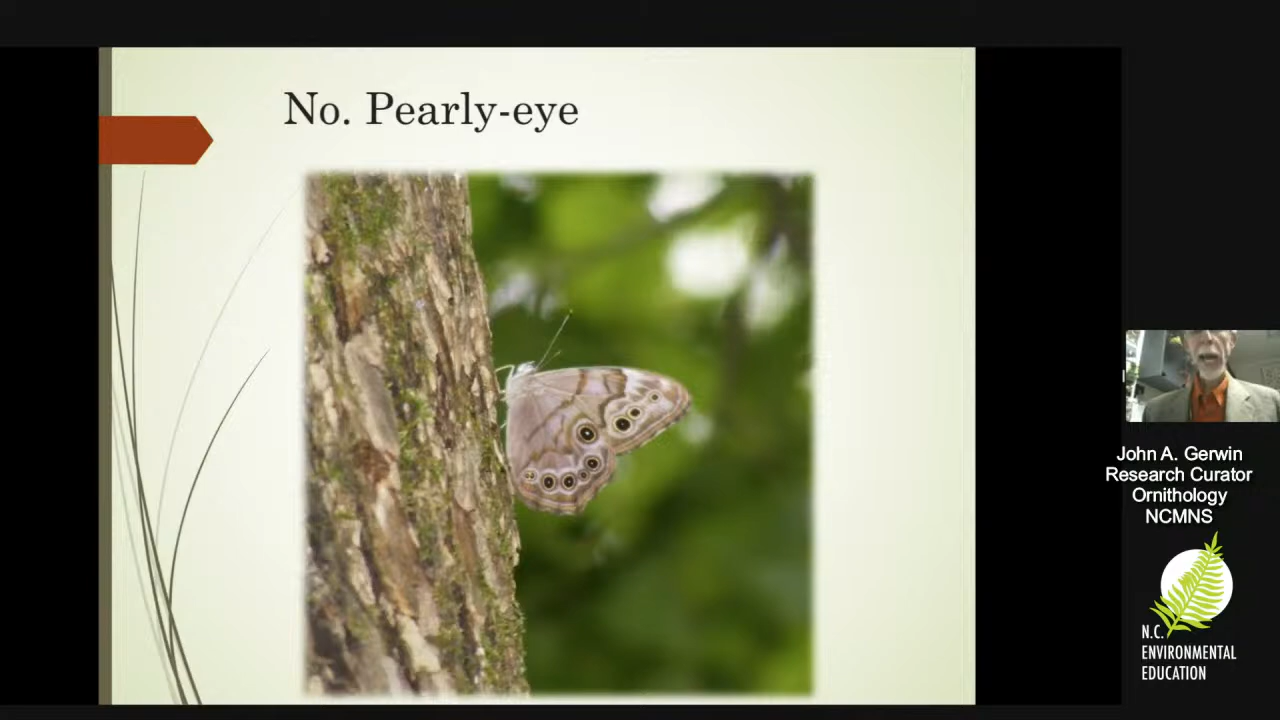 No. Pearly-eye
John A. Gerwin
Research Curator
Ornithology
NCMNS
N.C.
ENVIRONMENTAL
EDUCATION